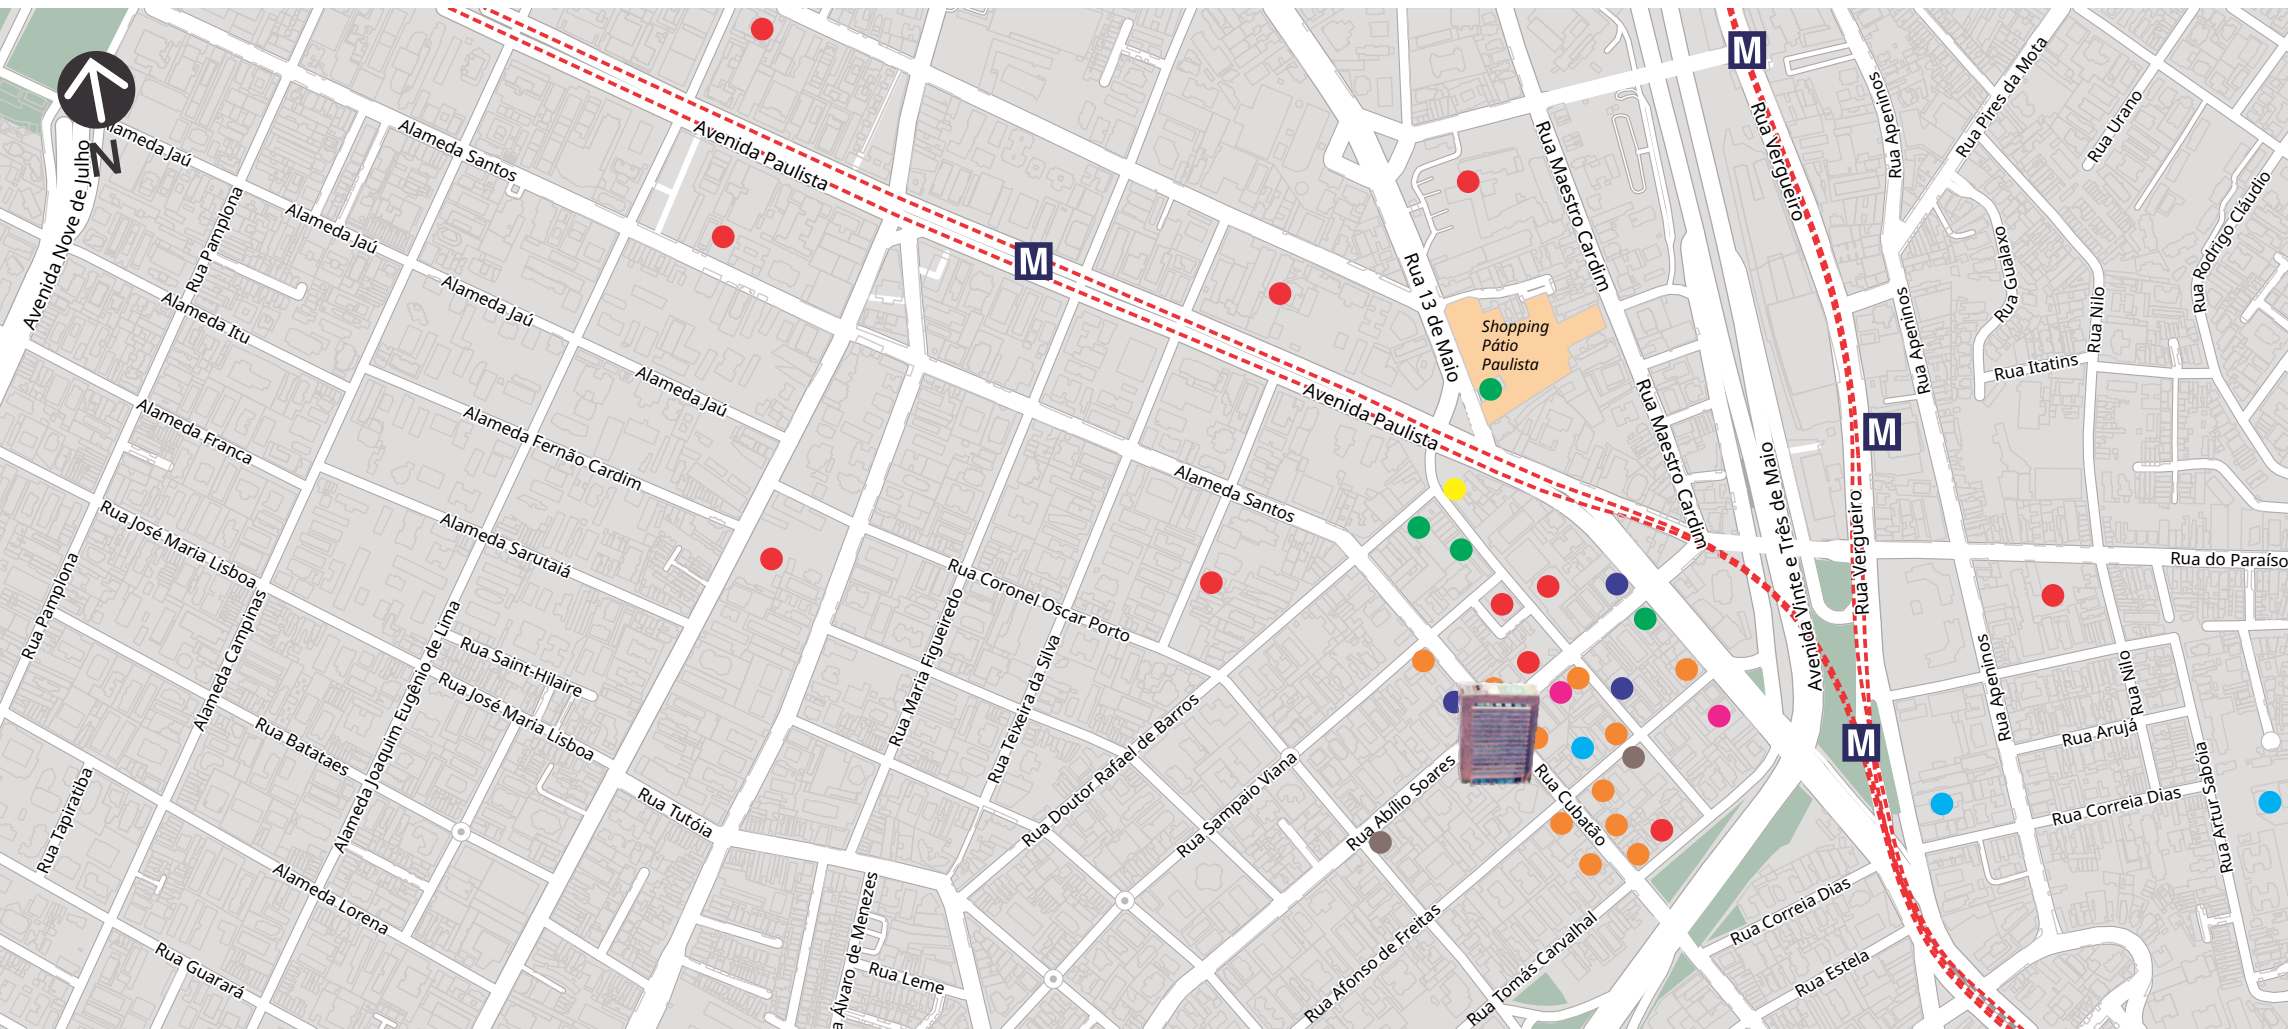 M
Rua Pires da Mota
Rua Apeninos
Rua Urano
Rua Vergueiro
Alameda Jaú
Alameda Santos
Avenida Paulista
Rua Maestro Cardim
N
Avenida Nove de Julho
Rua Pamplona
Alameda Jaú
Rua Rodrigo Cláudio
Rua Gualaxo
M
Rua 13 de Maio
Alameda Itu
Alameda Jaú
Rua Apeninos
Rua Nilo
Shopping
Pátio
Paulista
Rua Itatins
Alameda Jaú
Avenida Paulista
Rua Maestro Cardim
Alameda Franca
Alameda Fernão Cardim
M
Alameda Santos
Avenida Vinte e Três de Maio
Rua Vergueiro
Rua José Maria Lisboa
Alameda Sarutaiá
Rua do Paraíso
Rua Pamplona
Alameda Campinas
Alameda Joaquim Eugênio de Lima
Rua Coronel Oscar Porto
Rua Maria Figueiredo
Rua Teixeira da Silva
Rua Saint-Hilaire
Rua José Maria Lisboa
Rua Apeninos
Rua Nilo
Rua Arujá
M
Rua Batataes
Rua Doutor Rafael de Barros
Rua Sampaio Viana
Rua Abílio Soares
Rua Cubatão
Rua Tapiratiba
Rua Tutóia
Rua Correia Dias
Rua Artur Sabóia
Alameda Lorena
Rua Álvaro de Menezes
Rua Correia Dias
Rua Guarará
Rua Leme
Rua Afonso de Freitas
Rua Tomás Carvalhal
Rua Estela